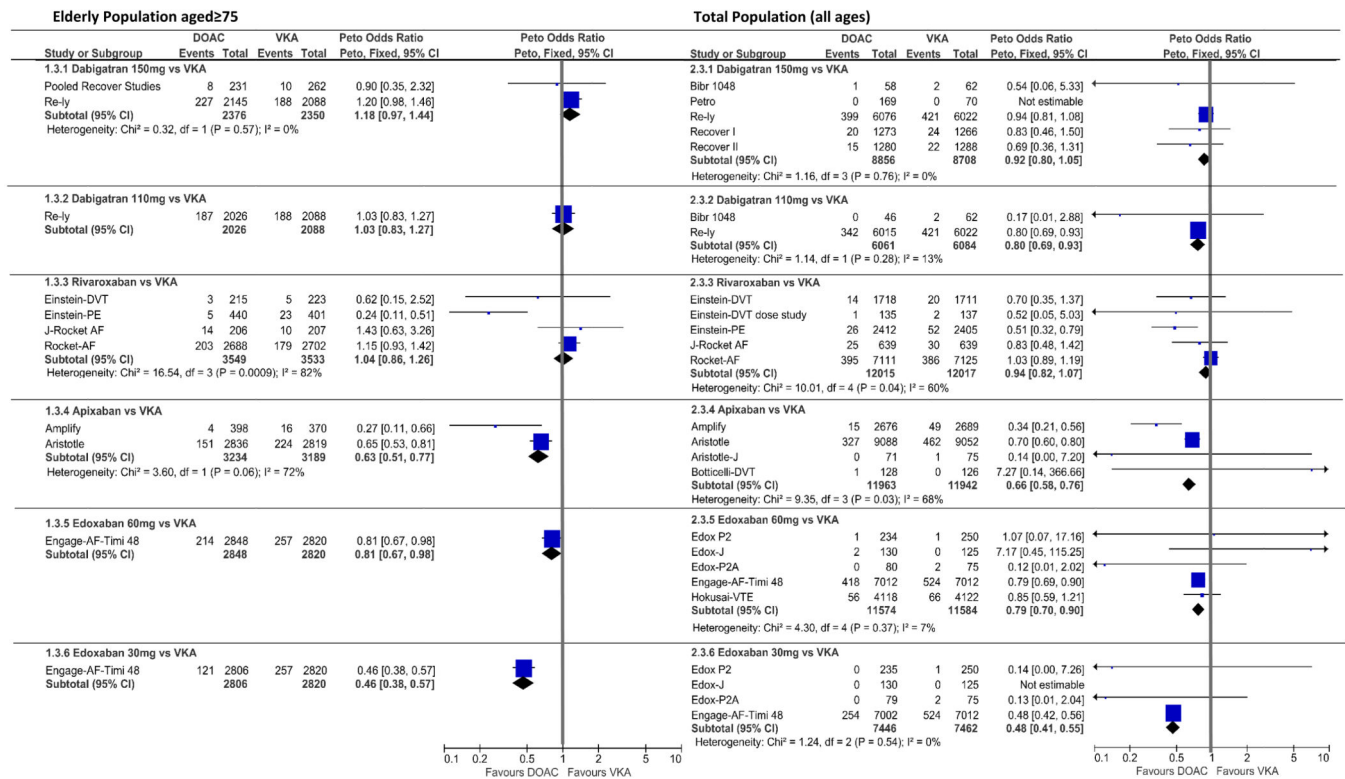 Elderly Population aged≥75
DOAC VKA Peto Odds Ratio Peto Odds Ratio
Study or Subgroup Events Total Events Total Peto, Fixed, 95% CI Peto, Fixed, 95% CI
1.3.1 Dabigatran 150mg vs VKA
Pooled Recover Studies 8 231 10 262 0.90 [0.35, 2.32]
Re-ly 227 2145 188 2088 1.20 [0.98, 1.46]
Subtotal (95% CI) 2376 2350 1.18 [0.97, 1.44]
Heterogeneity: Chi² = 0.32, df = 1 (P = 0.57); I² = 0%
1.3.2 Dabigatran 110mg vs VKA
Re-ly 187 2026 188 2088 1.03 [0.83, 1.27]
Subtotal (95% CI) 2026 2088 1.03 [0.83, 1.27]
1.3.3 Rivaroxaban vs VKA
Einstein-DVT 3 215 5 223 0.62 [0.15, 2.52]
Einstein-PE 5 440 23 401 0.24 [0.11, 0.51]
J-Rocket AF 14 206 10 207 1.43 [0.63, 3.26]
Rocket-AF 203 2688 179 2702 1.15 [0.93, 1.42]
Subtotal (95% CI) 3549 3533 1.04 [0.86, 1.26]
Heterogeneity: Chi² = 16.54, df = 3 (P = 0.0009); I² = 82%
1.3.4 Apixaban vs VKA
Amplify 4 398 16 370 0.27 [0.11, 0.66]
Aristotle 151 2836 224 2819 0.65 [0.53, 0.81]
Subtotal (95% CI) 3234 3189 0.63 [0.51, 0.77]
Heterogeneity: Chi² = 3.60, df = 1 (P = 0.06); I² = 72%
1.3.5 Edoxaban 60mg vs VKA
Engage-AF-Timi 48 214 2848 257 2820 0.81 [0.67, 0.98]
Subtotal (95% CI) 2848 2820 0.81 [0.67, 0.98]
1.3.6 Edoxaban 30mg vs VKA
Engage-AF-Timi 48 121 2806 257 2820 0.46 [0.38, 0.57]
Subtotal (95% CI) 2806 2820 0.46 [0.38, 0.57]
0.1 0.2 0.5 1 2 5 10
Favours DOAC Favours VKA
Total Population (all ages)
DOAC VKA Peto Odds Ratio Peto Odds Ratio
Study or Subgroup Events Total Events Total Peto, Fixed, 95% CI Peto, Fixed, 95% CI
2.3.1 Dabigatran 150mg vs VKA
Bibr 1048 1 58 2 62 0.54 [0.06, 5.33]
Petro 0 169 0 70 Not estimable
Re-ly 399 6076 421 6022 0.94 [0.81, 1.08]
Recover I 20 1273 24 1266 0.83 [0.46, 1.50]
Recover II 15 1280 22 1288 0.69 [0.36, 1.31]
Subtotal (95% CI) 8856 8708 0.92 [0.80, 1.05]
Heterogeneity: Chi² = 1.16, df = 3 (P = 0.76); I² = 0%
2.3.2 Dabigatran 110mg vs VKA
Bibr 1048 0 46 2 62 0.17 [0.01, 2.88]
Re-ly 342 6015 421 6022 0.80 [0.69, 0.93]
Subtotal (95% CI) 6061 6084 0.80 [0.69, 0.93]
Heterogeneity: Chi² = 1.14, df = 1 (P = 0.28); I² = 13%
2.3.3 Rivaroxaban vs VKA
Einstein-DVT 14 1718 20 1711 0.70 [0.35, 1.37]
Einstein-DVT dose study 1 135 2 137 0.52 [0.05, 5.03]
Einstein-PE 26 2412 52 2405 0.51 [0.32, 0.79]
J-Rocket AF 25 639 30 639 0.83 [0.48, 1.42]
Rocket-AF 395 7111 386 7125 1.03 [0.89, 1.19]
Subtotal (95% CI) 12015 12017 0.94 [0.82, 1.07]
Heterogeneity: Chi² = 10.01, df = 4 (P = 0.04); I² = 60%
2.3.4 Apixaban vs VKA
Amplify 15 2676 49 2689 0.34 [0.21, 0.56]
Aristotle 327 9088 462 9052 0.70 [0.60, 0.80]
Aristotle-J 0 71 1 75 0.14 [0.00, 7.20]
Botticelli-DVT 1 128 0 126 7.27 [0.14, 366.66]
Subtotal (95% CI) 11963 11942 0.66 [0.58, 0.76]
Heterogeneity: Chi² = 9.35, df = 3 (P = 0.03); I² = 68%
2.3.5 Edoxaban 60mg vs VKA
Edox P2 1 234 1 250 1.07 [0.07, 17.16]
Edox-J 2 130 0 125 7.17 [0.45, 115.25]
Edox-P2A 0 80 2 75 0.12 [0.01, 2.02]
Engage-AF-Timi 48 418 7012 524 7012 0.79 [0.69, 0.90]
Hokusai-VTE 56 4118 66 4122 0.85 [0.59, 1.21]
Subtotal (95% CI) 11574 11584 0.79 [0.70, 0.90]
Heterogeneity: Chi² = 4.30, df = 4 (P = 0.37); I² = 7%
2.3.6 Edoxaban 30mg vs VKA
Edox P2 0 235 1 250 0.14 [0.00, 7.26]
Edox-J 0 130 0 125 Not estimable
Edox-P2A 0 79 2 75 0.13 [0.01, 2.04]
Engage-AF-Timi 48 254 7002 524 7012 0.48 [0.42, 0.56]
Subtotal (95% CI) 7446 7462 0.48 [0.41, 0.55]
Heterogeneity: Chi² = 1.24, df = 2 (P = 0.54); I² = 0%
0.1 0.2 0.5 1 2 5 10
Favours DOAC Favours VKA